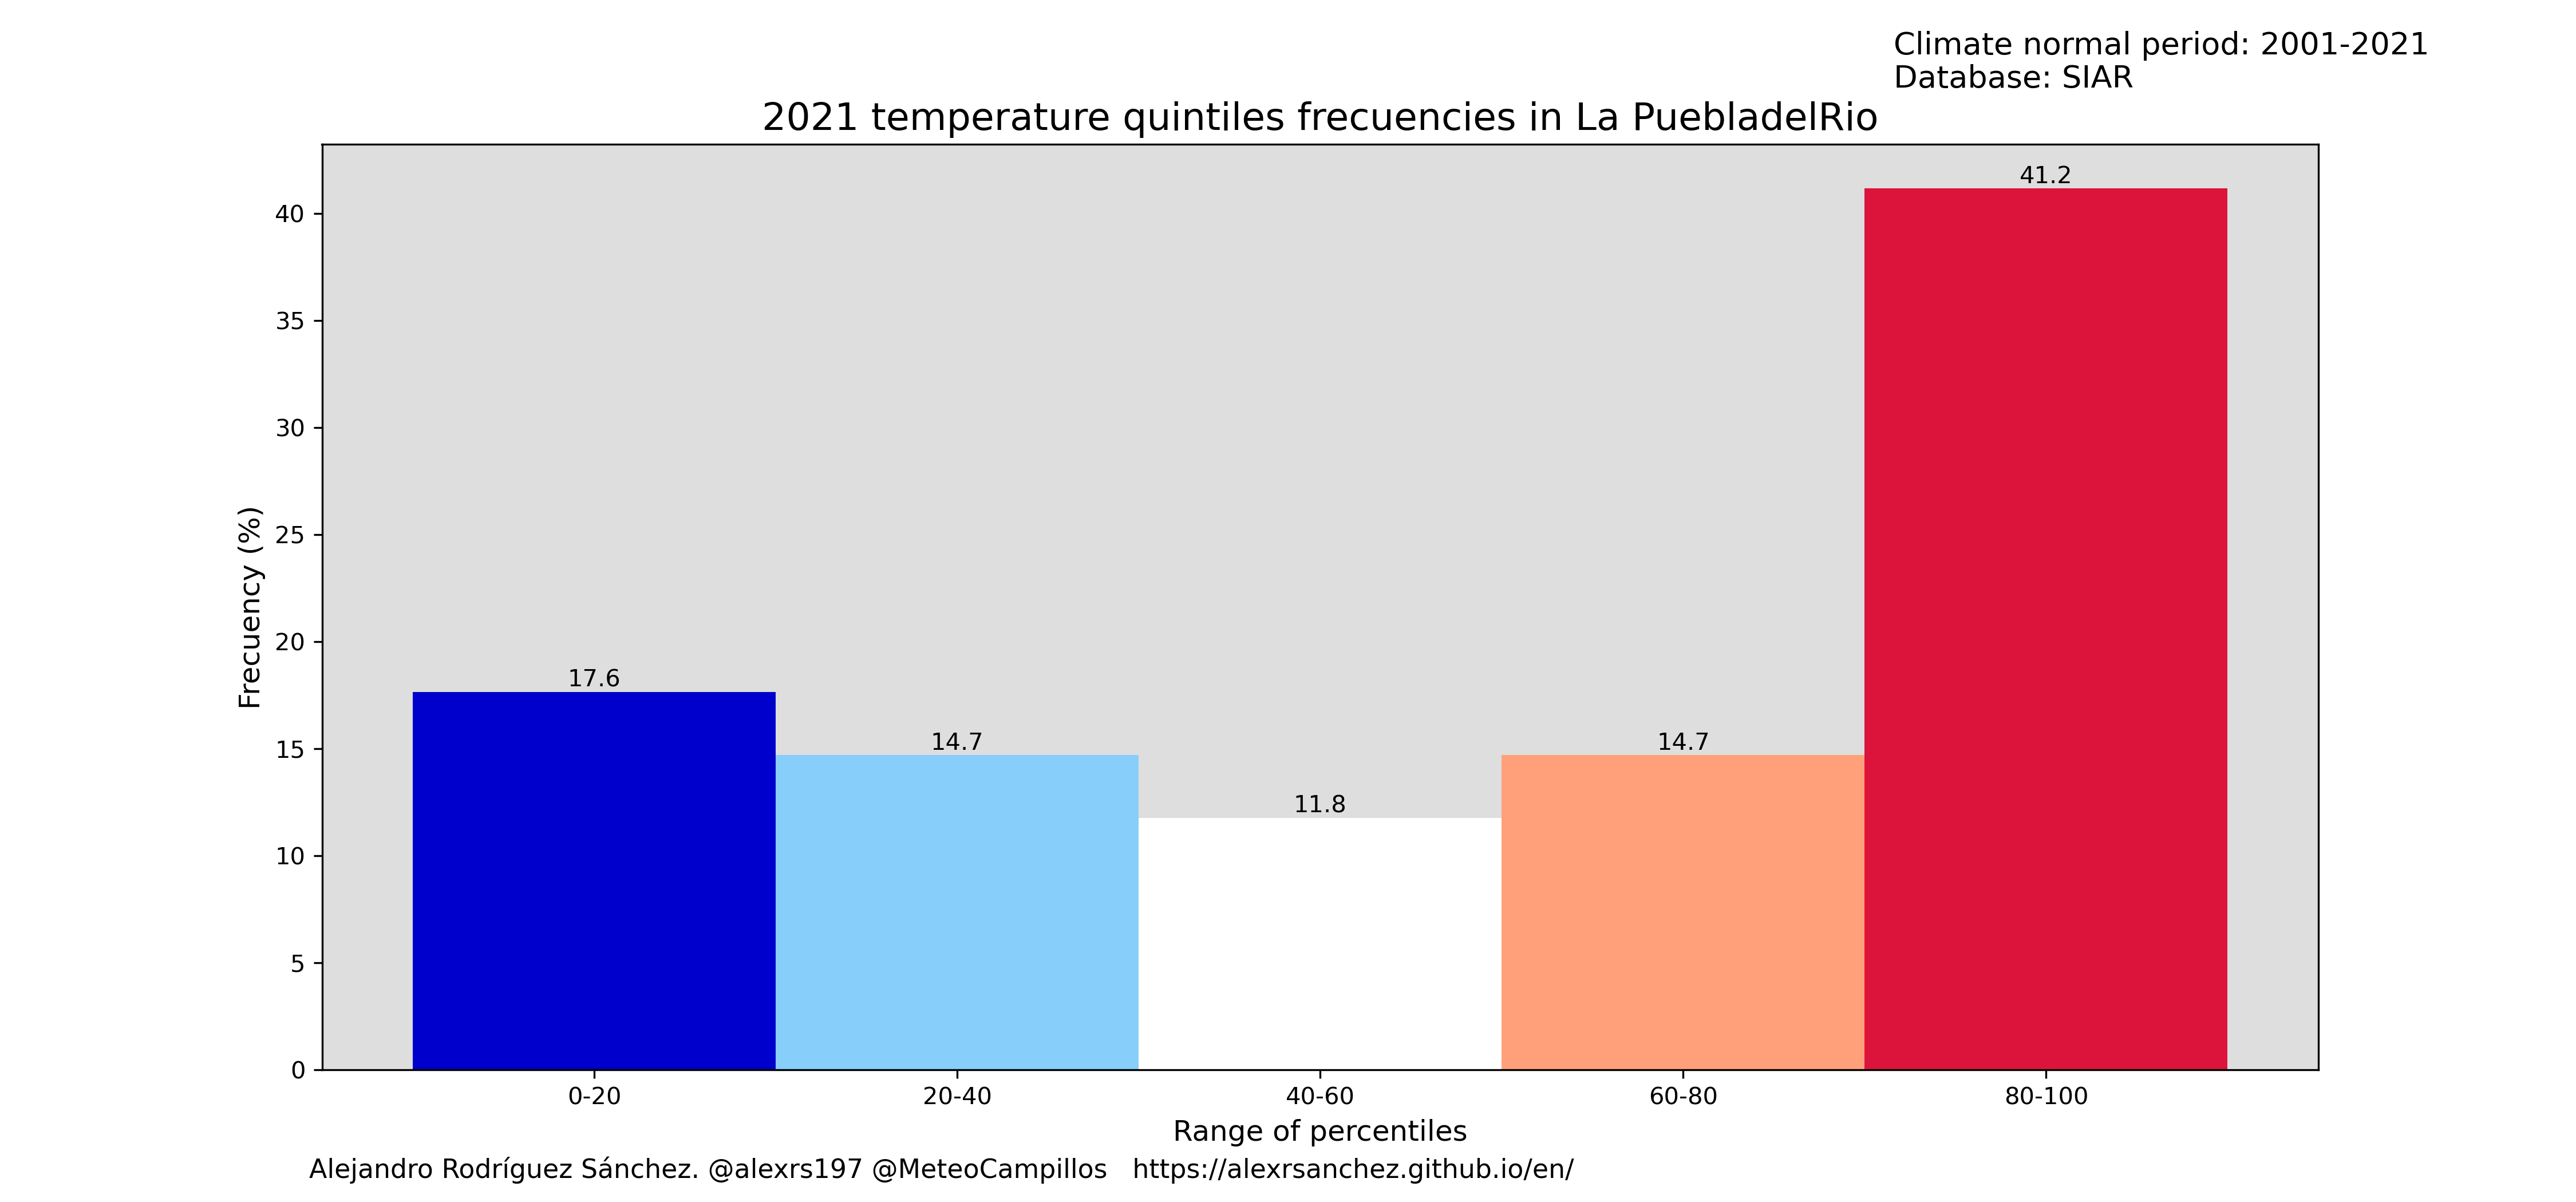 Climate normal period: 2001-2021
Database: SIAR
2021 temperature quintiles frecuencies in La PuebladelRio
41.2
40
35
30
25
20
17.6
15
14.7
14.7
11.8
10
5
0
Frecuency (%)
0-20 20-40 40-60 60-80 80-100
Range of percentiles
Alejandro Rodríguez Sánchez. @alexrs197 @MeteoCampillos https://alexrsanchez.github.io/en/